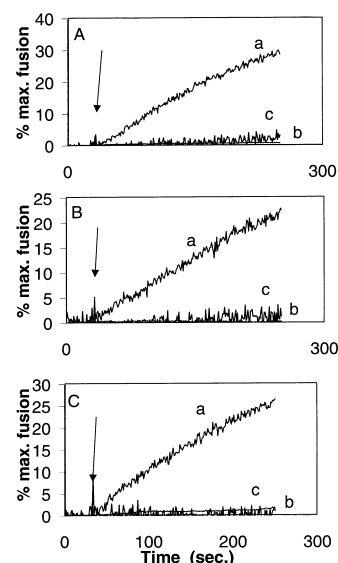 A
% max. fusion
40
30
20
10
0
a
c
b
0 300
B
% max. fusion
25
20
15
10
5
0
a
c
b
0 300
C
% max. fusion
30
25
20
15
10
5
0
a
c
b
0 100 200 300
Time (sec.)